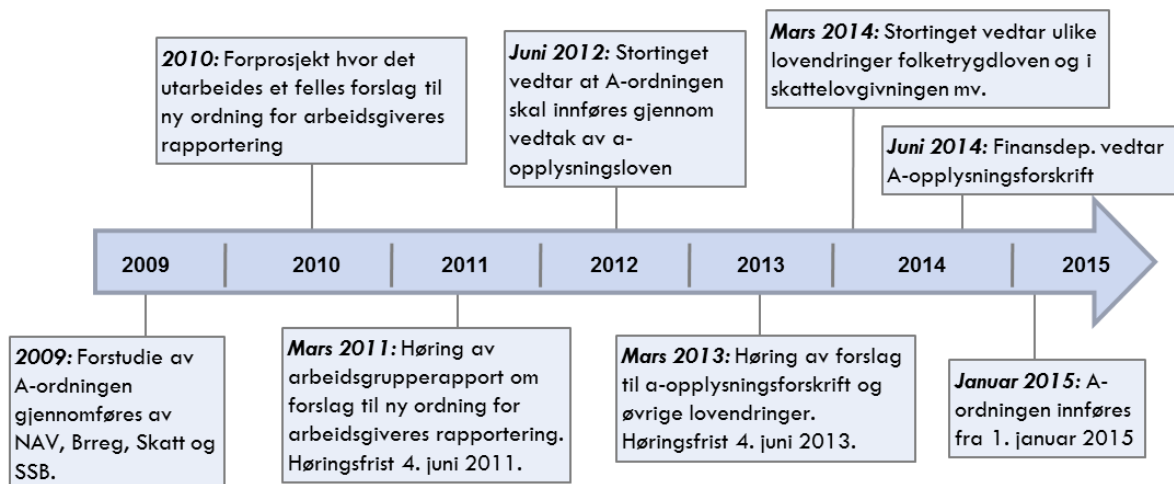 2010: Forprosjekt hvor det
utarbeides et felles forslag til
ny ordning for arbeidsgiveres
rapportering
Juni 2012: Stortinget
vedtar at A-ordningen
skal innføres gjennom
vedtak av a-
opplysningsloven
Mars 2014: Stortinget vedtar ulike
lovendringer folketrygdloven og i
skattelovgivningen mv.
Juni 2014: Finansdep. vedtar
A-opplysningsforskrift
2009
2010
2011
2012
2013
2014
2015
2009: Forstudie av
A-ordningen
gjennomføres av
NAV, Brreg, Skatt og
SSB.
Mars 2011: Høring av
arbeidsgrupperapport om
forslag til ny ordning for
arbeidsgiveres rapportering.
Høringsfrist 4. juni 2011.
Mars 2013: Høring av forslag
til a-opplysningsforskrift og
øvrige lovendringer.
Høringsfrist 4. juni 2013.
Januar 2015: A-
ordningen innføres
fra 1. januar 2015